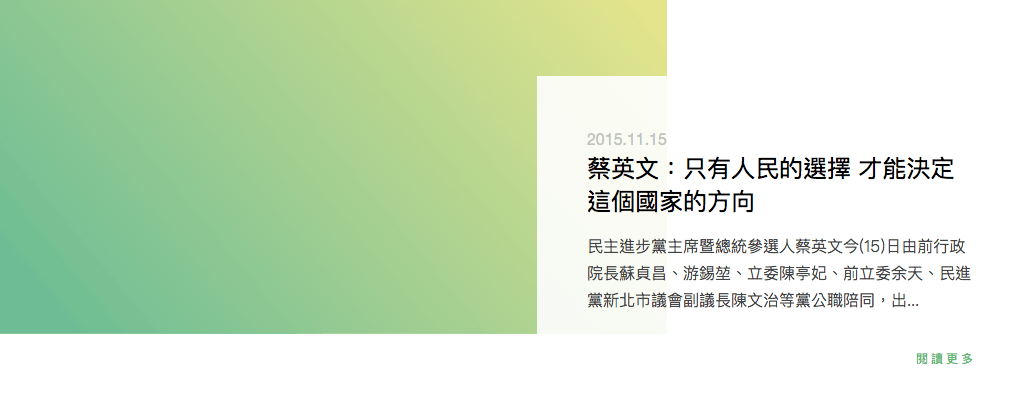 2015.11.15
蔡英文：只有人民的選擇 才能決定
這個國家的方向
民主進步黨主席暨總統參選人蔡英文今(15)日由前行政
院長蘇貞昌、游錫堃、立委陳亭妃、前立委余天、民進
黨新北市議會副議長陳文治等黨公職陪同，出...
閱讀更多